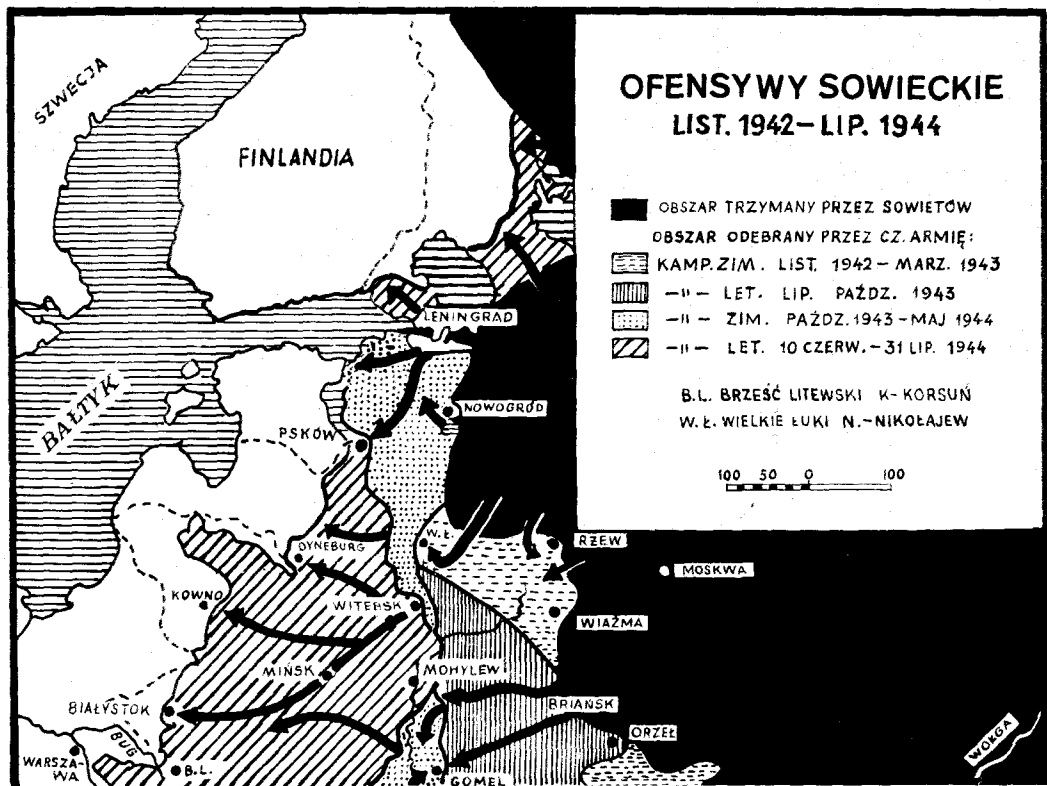 OFENSYWY SOWIECKIE
LIST. 1942 – LIP. 1944
OBSZAR TRZYMANY PRZEZ SOWIETÓW
OBSZAR ODEBRANY PRZEZ CZ. ARMIĘ:
KAMP. ZIM. LIST. 1942 – MARZ. 1943
–"– LET. LIP. PAŹDZ. 1943
–"– ZIM. PAŹDZ. 1943 – MAJ 1944
–"– LET. 10 CZERW. – 31 LIP. 1944
B.L. BRZEŚĆ LITEWSKI K – KORSUŃ
W.Ł. WIELKIE ŁUKI N. – NIKOŁAJEW
100 50 0 100
SZWECJA
FINLANDIA
LENINGRAD
BAŁTYK
NOWOGRÓD
PSKÓW
W.Ł.
RZEW
DYNEBURG
MOSKWA
KOWNO
WITEBSK
WIAŹMA
MIŃSK
MOHYLEW
BIAŁYSTOK
BRIAŃSK
ORZEŁ
BUG
WOŁGA
WARSZA-
WA
B.L.
GOMEL